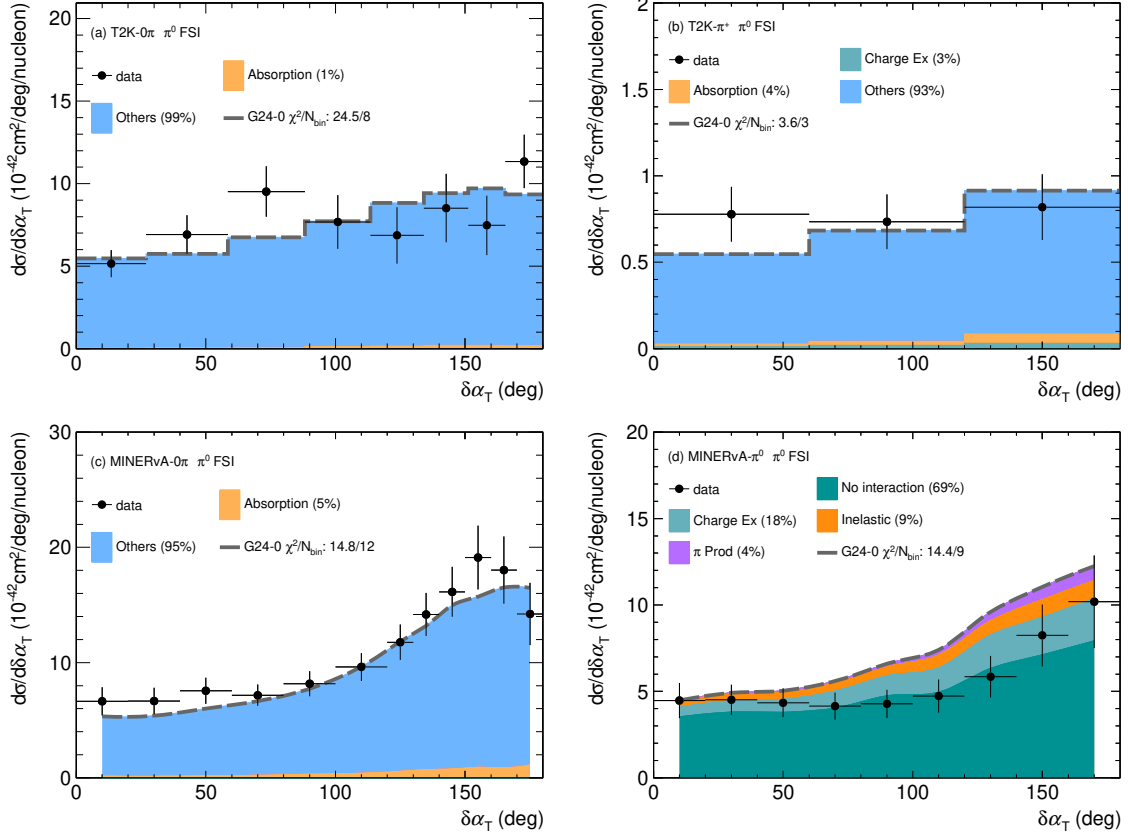 (a) T2K-0π π⁰ FSI
data
Absorption (1%)
Others (99%)
G24-0 χ²/N_bin: 24.5/8
dσ/dδα_T (10⁻⁴²cm²/deg/nucleon)
20
15
10
5
0
0 50 100 150
δα_T (deg)
(b) T2K-π⁺ π⁰ FSI
data
Charge Ex (3%)
Absorption (4%)
Others (93%)
G24-0 χ²/N_bin: 3.6/3
dσ/dδα_T (10⁻⁴²cm²/deg/nucleon)
2
1.5
1
0.5
0
0 50 100 150
δα_T (deg)
(c) MINERvA-0π π⁰ FSI
data
Absorption (5%)
Others (95%)
G24-0 χ²/N_bin: 14.8/12
dσ/dδα_T (10⁻⁴²cm²/deg/nucleon)
30
20
10
0
0 50 100 150
δα_T (deg)
(d) MINERvA-π⁰ π⁰ FSI
data
No interaction (69%)
Charge Ex (18%)
Inelastic (9%)
π Prod (4%)
G24-0 χ²/N_bin: 14.4/9
dσ/dδα_T (10⁻⁴²cm²/deg/nucleon)
20
15
10
5
0
0 50 100 150
δα_T (deg)